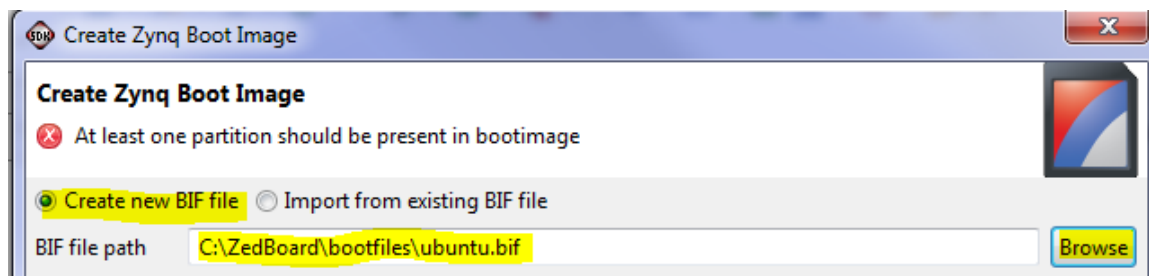 SDK Create Zynq Boot Image
Create Zynq Boot Image
At least one partition should be present in bootimage
Create new BIF file Import from existing BIF file
BIF file path C:\ZedBoard\bootfiles\ubuntu.bif Browse